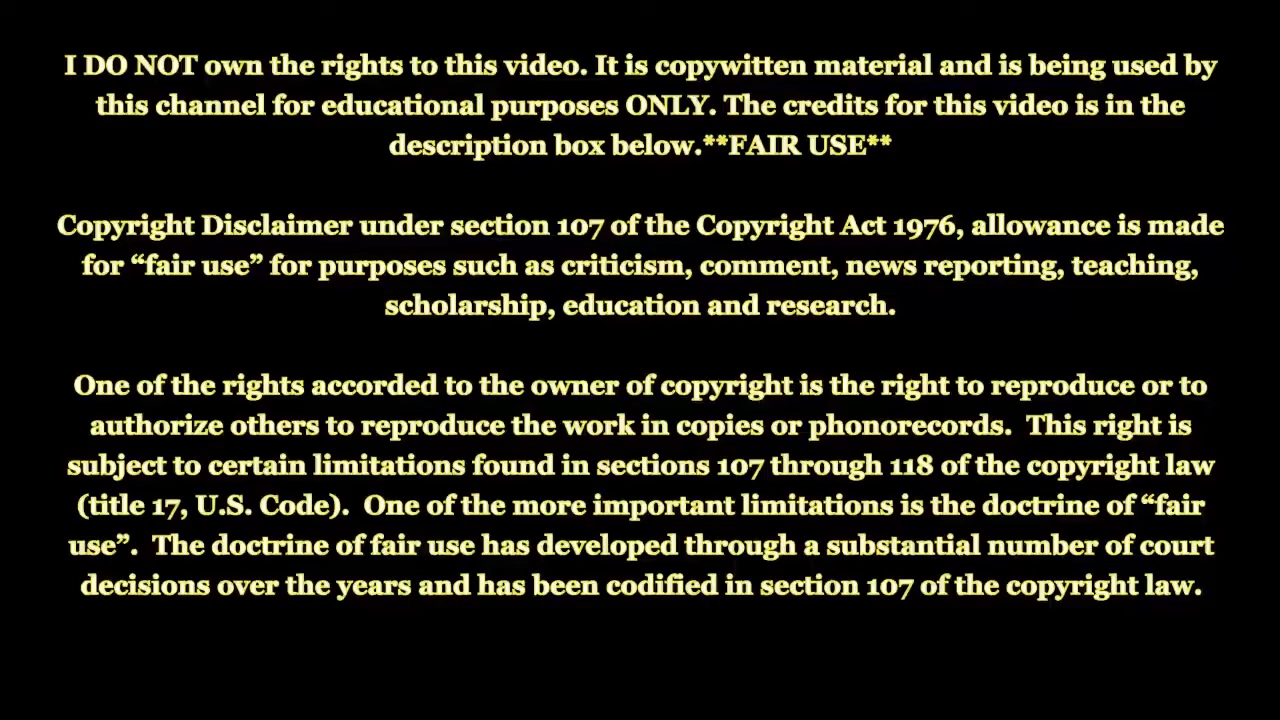 I DO NOT own the rights to this video. It is copywitten material and is being used by
this channel for educational purposes ONLY. The credits for this video is in the
description box below.**FAIR USE**
Copyright Disclaimer under section 107 of the Copyright Act 1976, allowance is made
for “fair use” for purposes such as criticism, comment, news reporting, teaching,
scholarship, education and research.
One of the rights accorded to the owner of copyright is the right to reproduce or to
authorize others to reproduce the work in copies or phonorecords.  This right is
subject to certain limitations found in sections 107 through 118 of the copyright law
(title 17, U.S. Code).  One of the more important limitations is the doctrine of “fair
use”.  The doctrine of fair use has developed through a substantial number of court
decisions over the years and has been codified in section 107 of the copyright law.